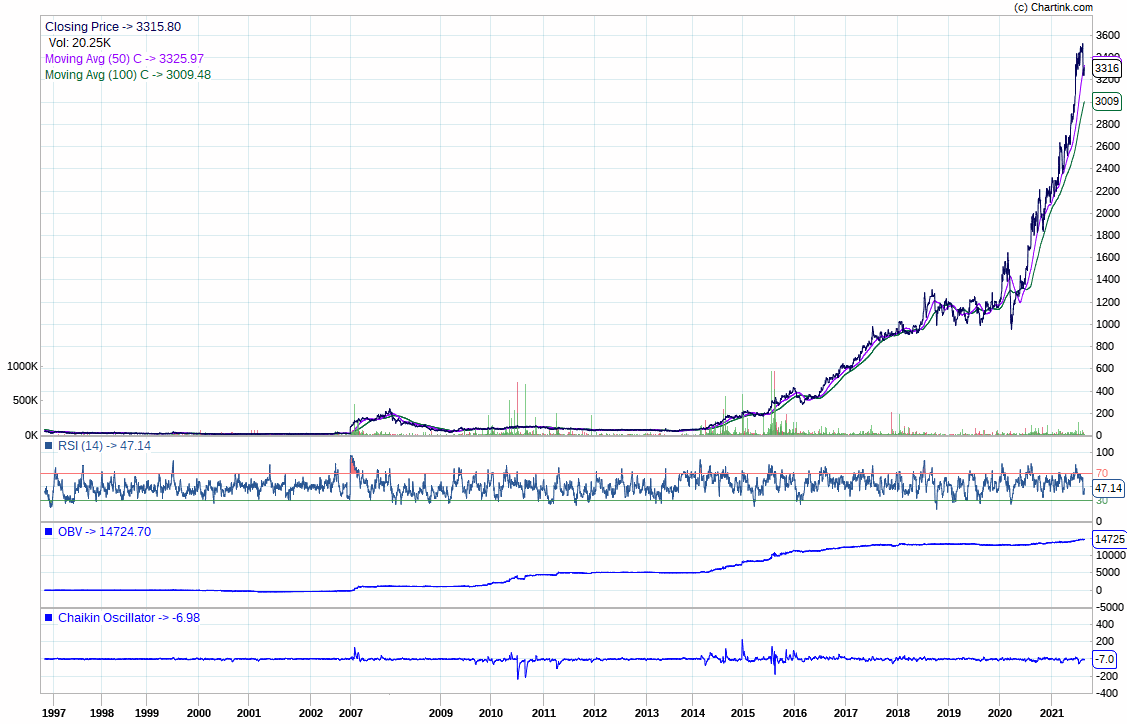 (c) Chartink.com
Closing Price -> 3315.80
Vol: 20.25K
Moving Avg (50) C -> 3325.97
Moving Avg (100) C -> 3009.48
3600
3400
3316
3200
3009
2800
2600
2400
2200
2000
1800
1600
1400
1200
1000
800
600
400
200
0
1000K
500K
0K
RSI (14) -> 47.14
100
70
47.14
30
0
OBV -> 14724.70
14725
10000
5000
0
-5000
Chaikin Oscillator -> -6.98
400
200
-7.0
-200
-400
1997 1998 1999 2000 2001 2002 2007 2009 2010 2011 2012 2013 2014 2015 2016 2017 2018 2019 2020 2021